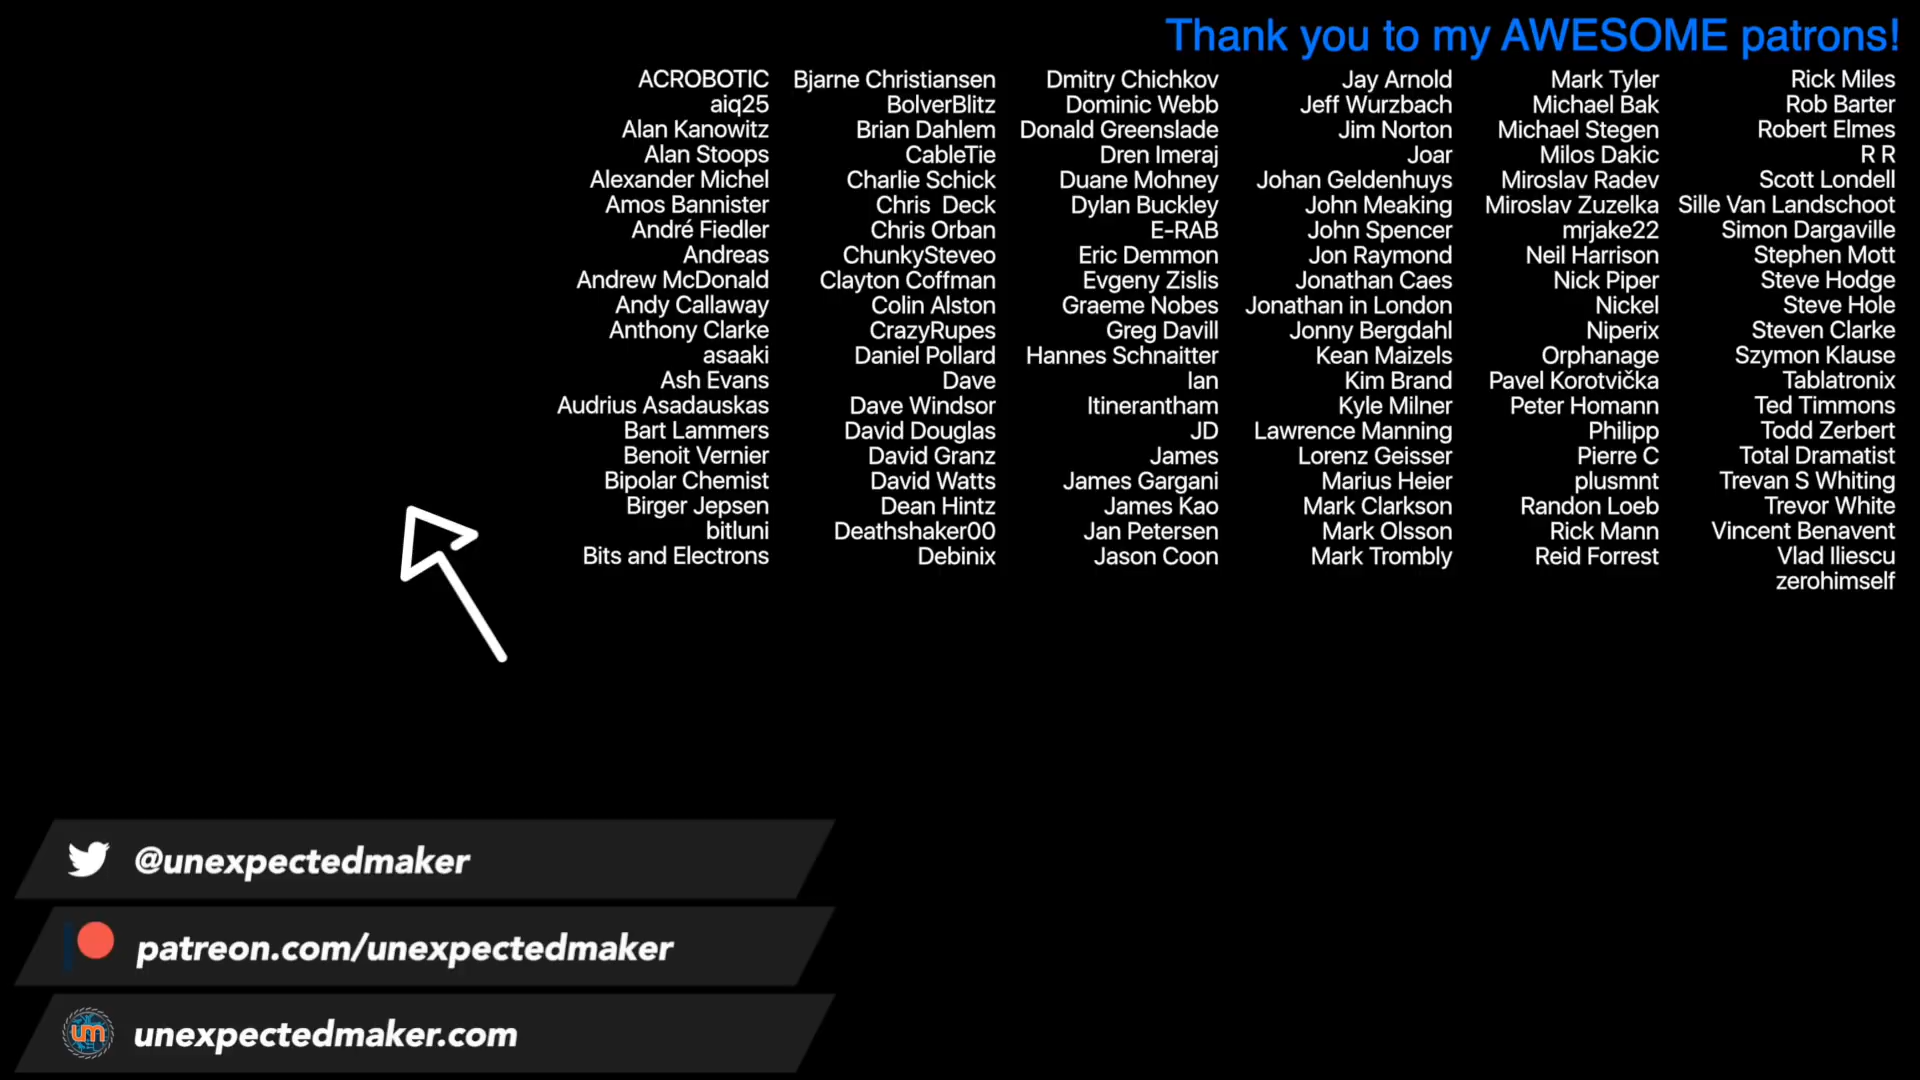 Thank you to my AWESOME patrons!
ACROBOTIC
aiq25
Alan Kanowitz
Alan Stoops
Alexander Michel
Amos Bannister
André Fiedler
Andreas
Andrew McDonald
Andy Callaway
Anthony Clarke
asaaki
Ash Evans
Audrius Asadauskas
Bart Lammers
Benoit Vernier
Bipolar Chemist
Birger Jepsen
bitluni
Bits and Electrons
Bjarne Christiansen
BolverBlitz
Brian Dahlem
CableTie
Charlie Schick
Chris  Deck
Chris Orban
ChunkySteveo
Clayton Coffman
Colin Alston
CrazyRupes
Daniel Pollard
Dave
Dave Windsor
David Douglas
David Granz
David Watts
Dean Hintz
Deathshaker00
Debinix
Dmitry Chichkov
Dominic Webb
Donald Greenslade
Dren Imeraj
Duane Mohney
Dylan Buckley
E-RAB
Eric Demmon
Evgeny Zislis
Graeme Nobes
Greg Davill
Hannes Schnaitter
Ian
Itinerantham
JD
James
James Gargani
James Kao
Jan Petersen
Jason Coon
Jay Arnold
Jeff Wurzbach
Jim Norton
Joar
Johan Geldenhuys
John Meaking
John Spencer
Jon Raymond
Jonathan Caes
Jonathan in London
Jonny Bergdahl
Kean Maizels
Kim Brand
Kyle Milner
Lawrence Manning
Lorenz Geisser
Marius Heier
Mark Clarkson
Mark Olsson
Mark Trombly
Mark Tyler
Michael Bak
Michael Stegen
Milos Dakic
Miroslav Radev
Miroslav Zuzelka
mrjake22
Neil Harrison
Nick Piper
Nickel
Niperix
Orphanage
Pavel Korotvička
Peter Homann
Philipp
Pierre C
plusmnt
Randon Loeb
Rick Mann
Reid Forrest
Rick Miles
Rob Barter
Robert Elmes
R R
Scott Londell
Sille Van Landschoot
Simon Dargaville
Stephen Mott
Steve Hodge
Steve Hole
Steven Clarke
Szymon Klause
Tablatronix
Ted Timmons
Todd Zerbert
Total Dramatist
Trevan S Whiting
Trevor White
Vincent Benavent
Vlad Iliescu
zerohimself
@unexpectedmaker
patreon.com/unexpectedmaker
um
unexpectedmaker.com